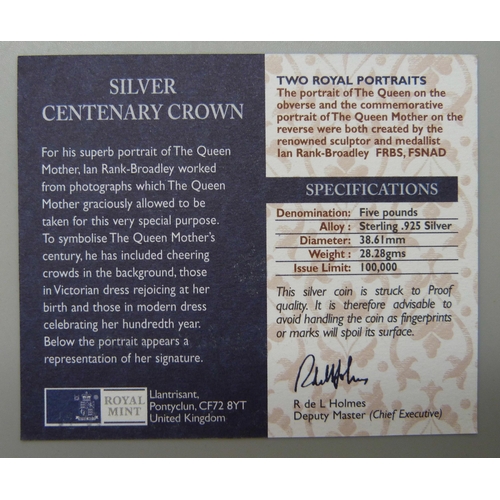 SILVER
CENTENARY CROWN
For his superb portrait of The Queen
Mother, Ian Rank-Broadley worked
from photographs which The Queen
Mother graciously allowed to be
taken for this very special purpose.
To symbolise The Queen Mother's
century, he has included cheering
crowds in the background, those
in Victorian dress rejoicing at her
birth and those in modern dress
celebrating her hundredth year.
Below the portrait appears a
representation of her signature.
ROYAL
MINT
Llantrisant,
Pontyclun, CF72 8YT
United Kingdom
TWO ROYAL PORTRAITS
The portrait of The Queen on the
obverse and the commemorative
portrait of The Queen Mother on the
reverse were both created by the
renowned sculptor and medallist
Ian Rank-Broadley FRBS, FSNAD
SPECIFICATIONS
Denomination: Five pounds
Alloy : Sterling .925 Silver
Diameter: 38.61mm
Weight : 28.28gms
Issue Limit: 100,000
This silver coin is struck to Proof
quality. It is therefore advisable to
avoid handling the coin as fingerprints
or marks will spoil its surface.
R de L Holmes
Deputy Master (Chief Executive)